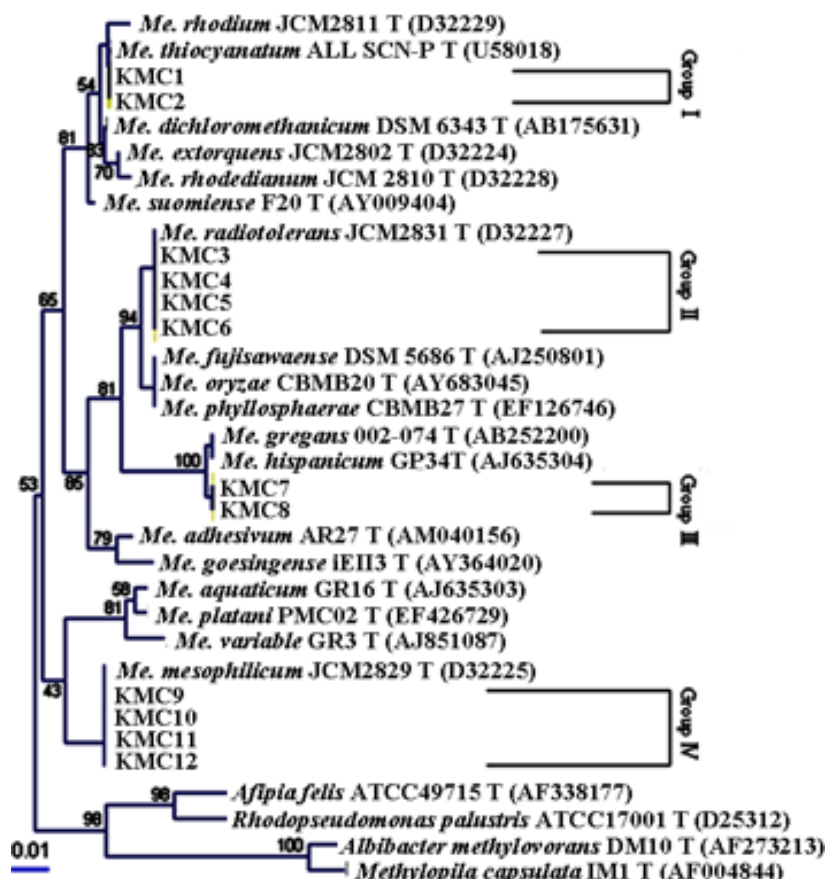 Me. rhodium JCM2811 T (D32229)
Me. thiocyanatum ALL SCN-P T (U58018)
KMC1
KMC2
Group I
54
Me. dichloromethanicum DSM 6343 T (AB175631)
81
83
Me. extorquens JCM2802 T (D32224)
70
Me. rhodedianum JCM 2810 T (D32228)
Me. suomiense F20 T (AY009404)
Me. radiotolerans JCM2831 T (D32227)
KMC3
KMC4
KMC5
KMC6
Group II
65
94
Me. fujisawaense DSM 5686 T (AJ250801)
Me. oryzae CBMB20 T (AY683045)
81
Me. phyllosphaerae CBMB27 T (EF126746)
Me. gregans 002-074 T (AB252200)
100
Me. hispanicum GP34T (AJ635304)
53
85
KMC7
KMC8
Group III
79
Me. adhesivum AR27 T (AM040156)
Me. goesingense iEII3 T (AY364020)
58
Me. aquaticum GR16 T (AJ635303)
81
Me. platani PMC02 T (EF426729)
Me. variable GR3 T (AJ851087)
Me. mesophilicum JCM2829 T (D32225)
43
KMC9
KMC10
KMC11
KMC12
Group IV
98
Afipia felis ATCC49715 T (AF338177)
98
Rhodopseudomonas palustris ATCC17001 T (D25312)
100
Albibacter methylovorans DM10 T (AF273213)
0.01
Methylopila capsulata IM1 T (AF004844)